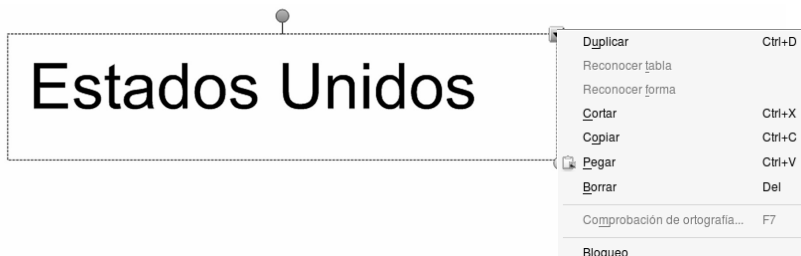 Estados Unidos
Duplicar Ctrl+D
Reconocer tabla
Reconocer forma
Cortar Ctrl+X
Copiar Ctrl+C
Pegar Ctrl+V
Borrar Del
Comprobación de ortografía... F7
Bloqueo